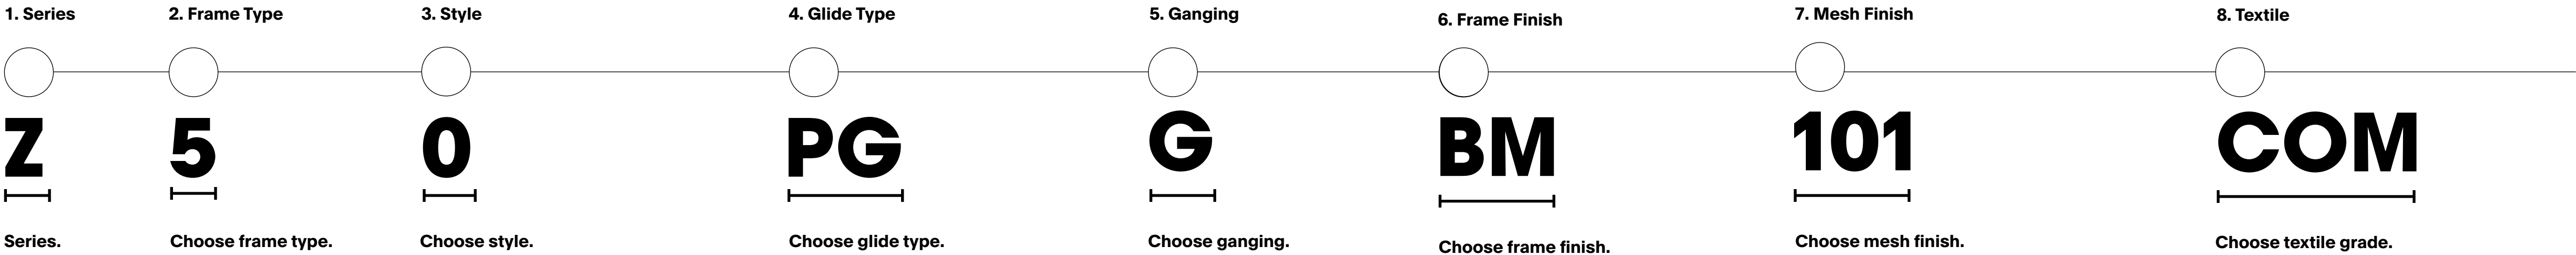 1. Series
2. Frame Type
3. Style
4. Glide Type
5. Ganging
6. Frame Finish
7. Mesh Finish
8. Textile
Z
5
0
PG
G
BM
101
COM
Series.
Choose frame type.
Choose style.
Choose glide type.
Choose ganging.
Choose frame finish.
Choose mesh finish.
Choose textile grade.